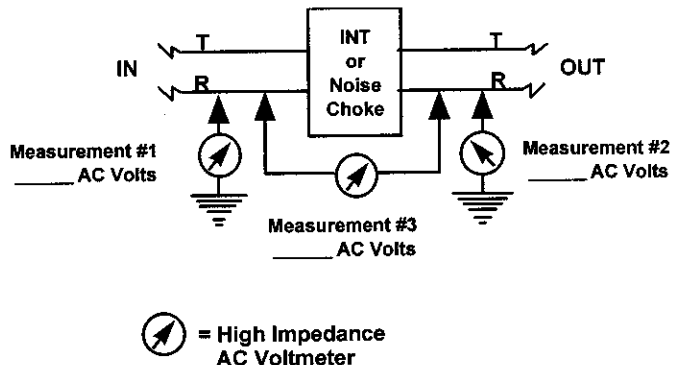 T
INT
T
IN
or
OUT
R
Noise
R
Choke
Measurement #1
_____ AC Volts
Measurement #2
_____ AC Volts
Measurement #3
_____ AC Volts
= High Impedance
AC Voltmeter